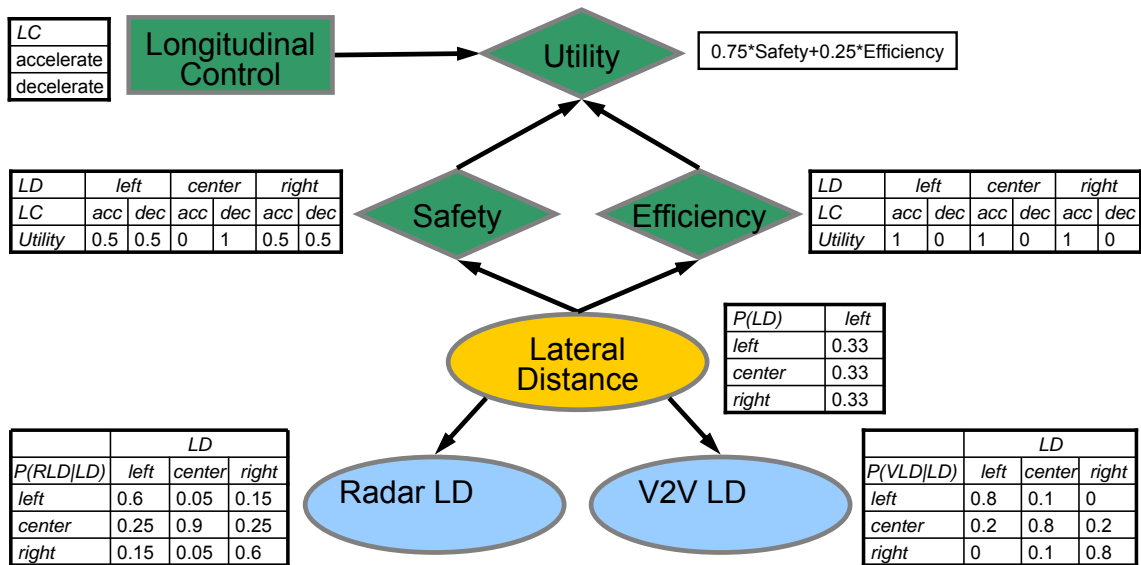 LC
accelerate
decelerate
Longitudinal
Control
Utility
0.75*Safety+0.25*Efficiency
LD left center right
LC acc dec acc dec acc dec
Utility 0.5 0.5 0 1 0.5 0.5
Safety
Efficiency
LD left center right
LC acc dec acc dec acc dec
Utility 1 0 1 0 1 0
Lateral
Distance
P(LD) left
left 0.33
center 0.33
right 0.33
LD
P(RLD|LD) left center right
left 0.6 0.05 0.15
center 0.25 0.9 0.25
right 0.15 0.05 0.6
Radar LD
V2V LD
LD
P(VLD|LD) left center right
left 0.8 0.1 0
center 0.2 0.8 0.2
right 0 0.1 0.8